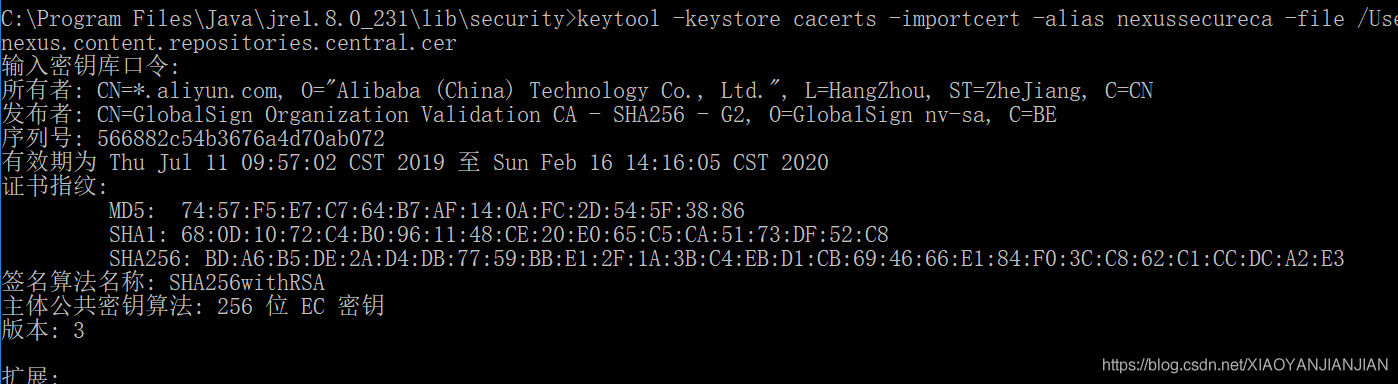 C:\Program Files\Java\jre1.8.0_231\lib\security>keytool -keystore cacerts -importcert -alias nexussecureca -file /Use
nexus.content.repositories.central.cer
输入密钥库口令:
所有者: CN=*.aliyun.com, O="Alibaba (China) Technology Co., Ltd.", L=HangZhou, ST=ZheJiang, C=CN
发布者: CN=GlobalSign Organization Validation CA - SHA256 - G2, O=GlobalSign nv-sa, C=BE
序列号: 566882c54b3676a4d70ab072
有效期为 Thu Jul 11 09:57:02 CST 2019 至 Sun Feb 16 14:16:05 CST 2020
证书指纹:
MD5: 74:57:F5:E7:C7:64:B7:AF:14:0A:FC:2D:54:5F:38:86
SHA1: 68:0D:10:72:C4:B0:96:11:48:CE:20:E0:65:C5:CA:51:73:DF:52:C8
SHA256: BD:A6:B5:DE:2A:D4:DB:77:59:BB:E1:2F:1A:3B:C4:EB:D1:CB:69:46:66:E1:84:F0:3C:C8:62:C1:CC:DC:A2:E3
签名算法名称: SHA256withRSA
主体公共密钥算法: 256 位 EC 密钥
版本: 3
扩展:
https://blog.csdn.net/XIAOYANJIANJIAN